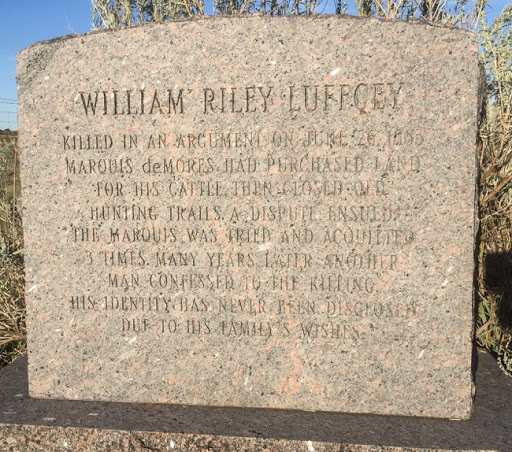 WILLIAM RILEY LUFFCEY
KILLED IN AN ARGUMENT ON JUNE 26, 1883
MARQUIS deMORES HAD PURCHASED LAND
FOR HIS CATTLE, THEN CLOSED OLD
HUNTING TRAILS. A DISPUTE ENSUED.
THE MARQUIS WAS TRIED AND ACQUITTED
3 TIMES. MANY YEARS LATER ANOTHER
MAN CONFESSED TO THE KILLING.
HIS IDENTITY HAS NEVER BEEN DISCLOSED
DUE TO HIS FAMILY'S WISHES.